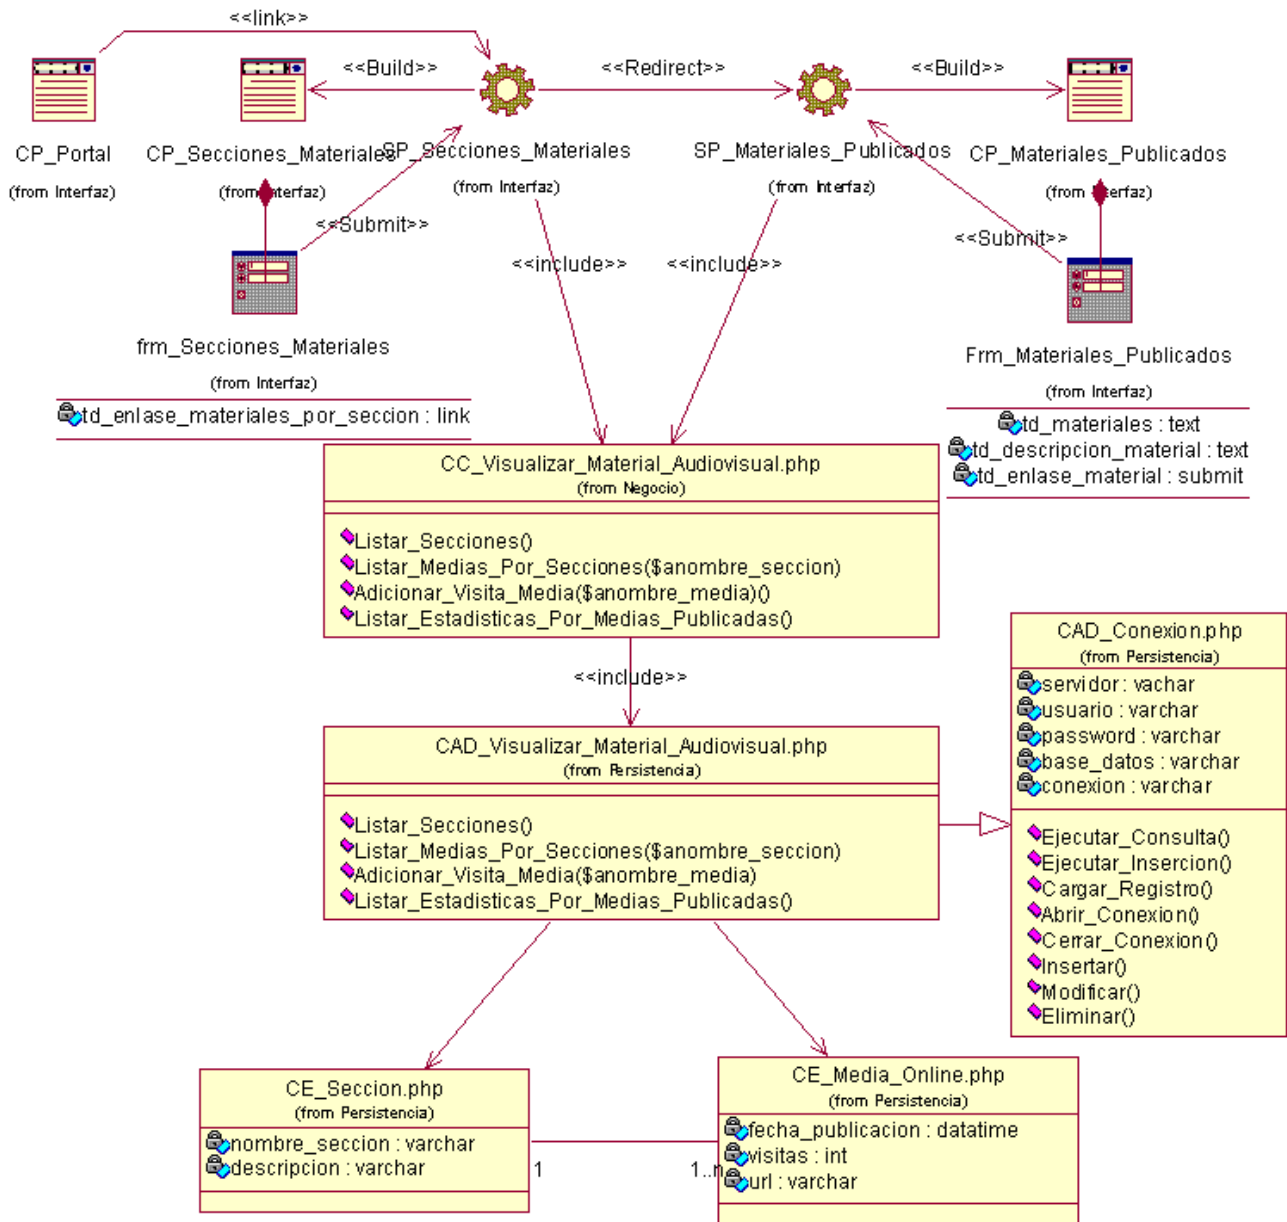 <<link>>
<<Build>>
<<Redirect>>
<<Build>>
CP_Portal
(from Interfaz)
CP_Secciones_Materiales
(from Interfaz)
SP_Secciones_Materiales
(from Interfaz)
SP_Materiales_Publicados
(from Interfaz)
CP_Materiales_Publicados
(from Interfaz)
<<Submit>>
<<Submit>>
<<include>>
<<include>>
frm_Secciones_Materiales
(from Interfaz)
td_enlase_materiales_por_seccion : link
Frm_Materiales_Publicados
(from Interfaz)
td_materiales : text
td_descripcion_material : text
td_enlase_material : submit
CC_Visualizar_Material_Audiovisual.php
(from Negocio)
Listar_Secciones()
Listar_Medias_Por_Secciones($anombre_seccion)
Adicionar_Visita_Media($anombre_media)()
Listar_Estadisticas_Por_Medias_Publicadas()
<<include>>
CAD_Conexion.php
(from Persistencia)
servidor : vachar
usuario : varchar
password : varchar
base_datos : varchar
conexion : varchar
Ejecutar_Consulta()
Ejecutar_Insercion()
Cargar_Registro()
Abrir_Conexion()
Cerrar_Conexion()
Insertar()
Modificar()
Eliminar()
CAD_Visualizar_Material_Audiovisual.php
(from Persistencia)
Listar_Secciones()
Listar_Medias_Por_Secciones($anombre_seccion)
Adicionar_Visita_Media($anombre_media)
Listar_Estadisticas_Por_Medias_Publicadas()
CE_Seccion.php
(from Persistencia)
nombre_seccion : varchar
descripcion : varchar
1
1..n
CE_Media_Online.php
(from Persistencia)
fecha_publicacion : datatime
visitas : int
url : varchar